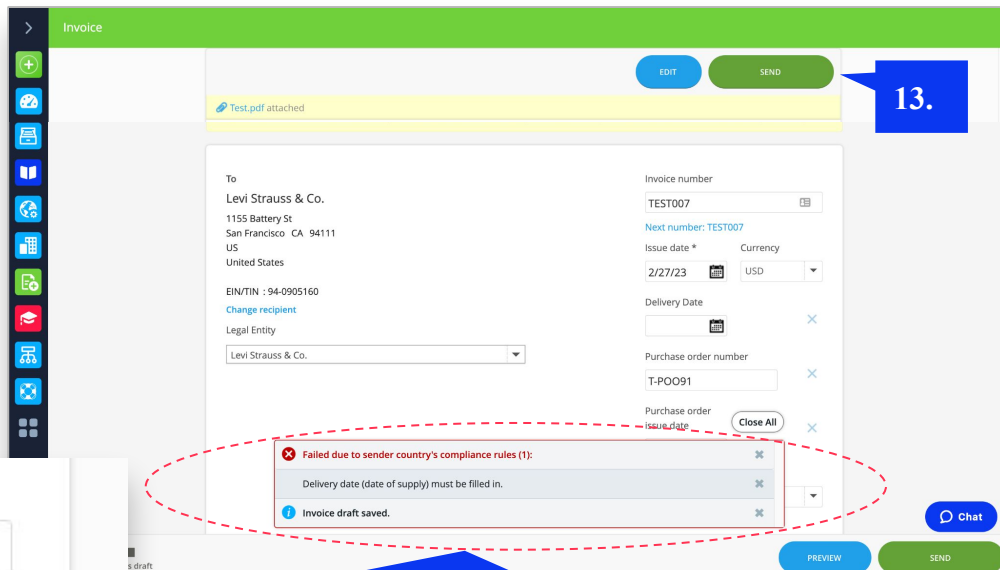 Invoice
EDIT
SEND
13.
Test.pdf attached
To
Levi Strauss & Co.
1155 Battery St
San Francisco CA 94111
US
United States
EIN/TIN : 94-0905160
Change recipient
Legal Entity
Levi Strauss & Co.
Invoice number
TEST007
Next number: TEST007
Issue date * Currency
2/27/23 USD
Delivery Date
Purchase order number
T-POO91
Purchase order
issue date
Close All
Failed due to sender country's compliance rules (1):
Delivery date (date of supply) must be filled in.
Invoice draft saved.
Chat
s draft
PREVIEW
SEND